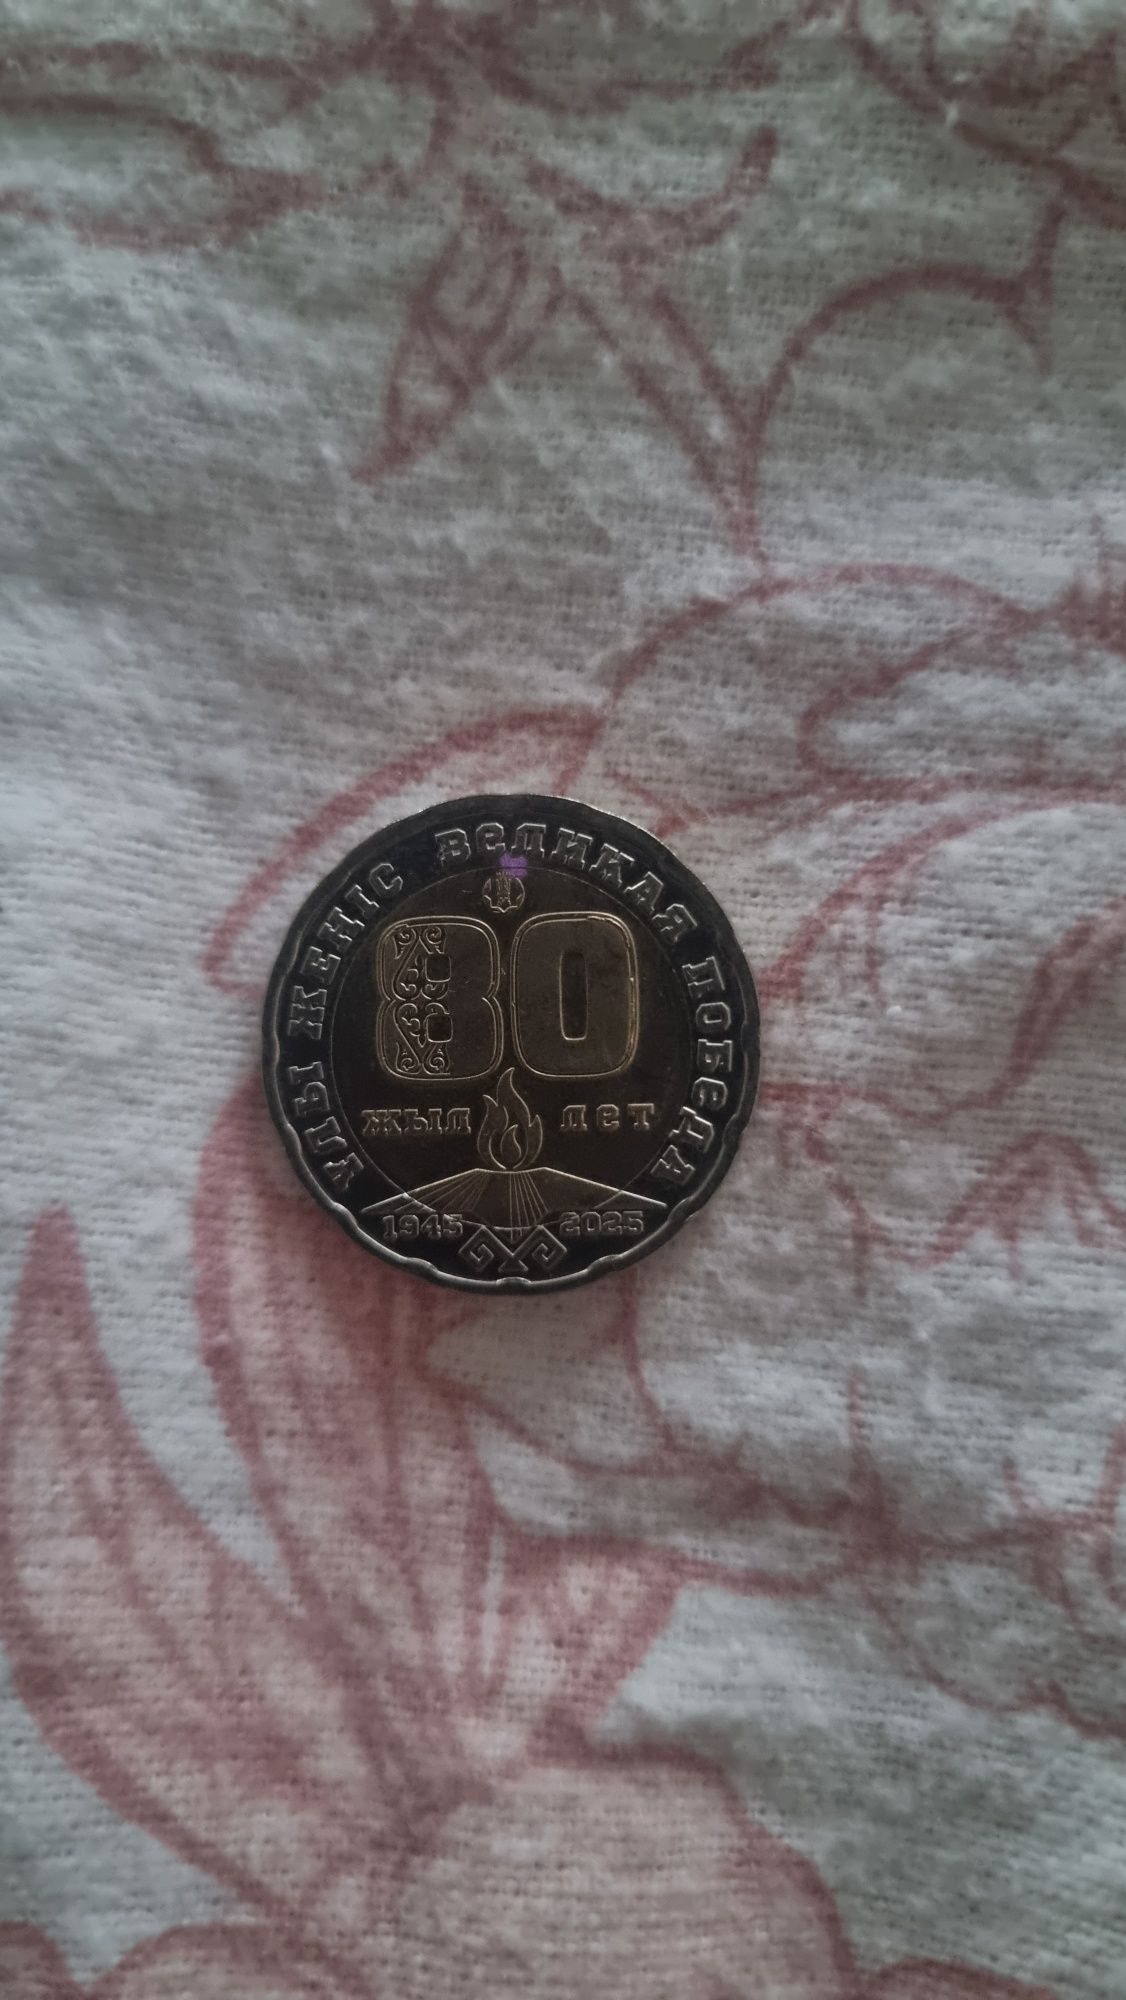 ҰЛЫ ЖЕҢІС ВЕЛИКАЯ ПОБЕДА
80
ЖЫЛ ЛЕТ
1945 2025